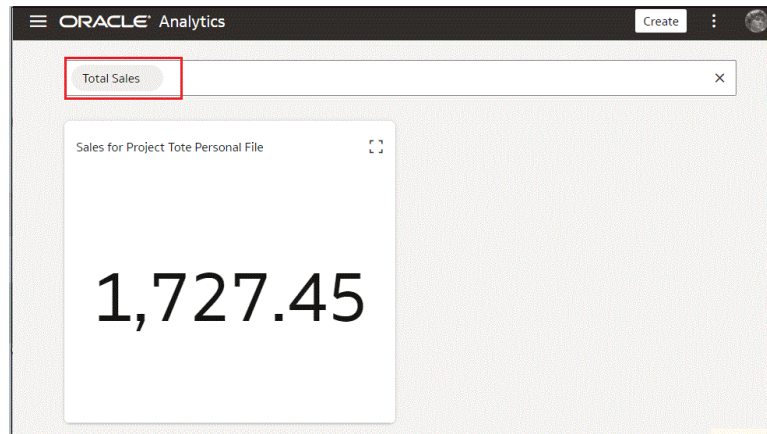 ORACLE Analytics
Create
Total Sales
Sales for Project Tote Personal File
1,727.45